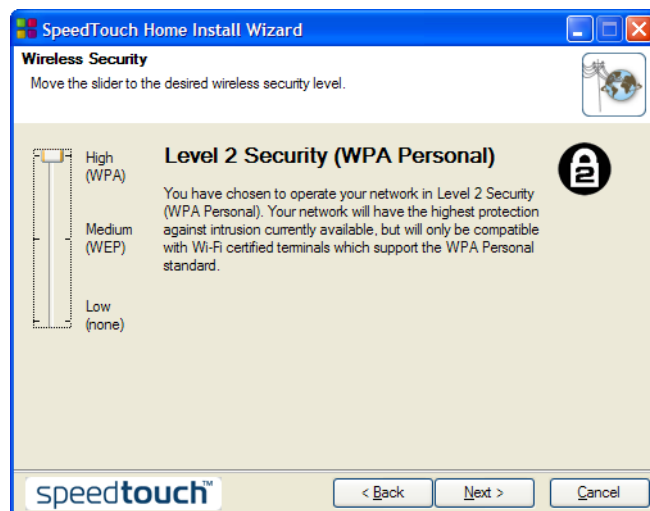 SpeedTouch Home Install Wizard
Wireless Security
Move the slider to the desired wireless security level.
High
(WPA)
Medium
(WEP)
Low
(none)
Level 2 Security (WPA Personal)
2
You have chosen to operate your network in Level 2 Security
(WPA Personal). Your network will have the highest protection
against intrusion currently available, but will only be compatible
with Wi-Fi certified terminals which support the WPA Personal
standard.
speedtouch™
< Back
Next >
Cancel